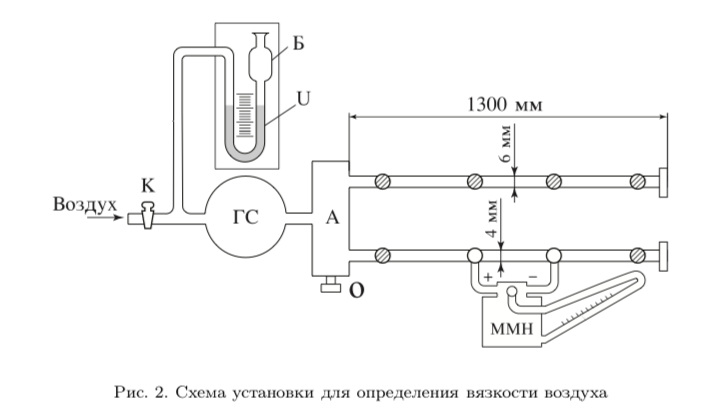 Б
U
1300 мм
6 мм
К
Воздух
ГС
А
4 мм
О
+ −
ММН
Рис. 2. Схема установки для определения вязкости воздуха